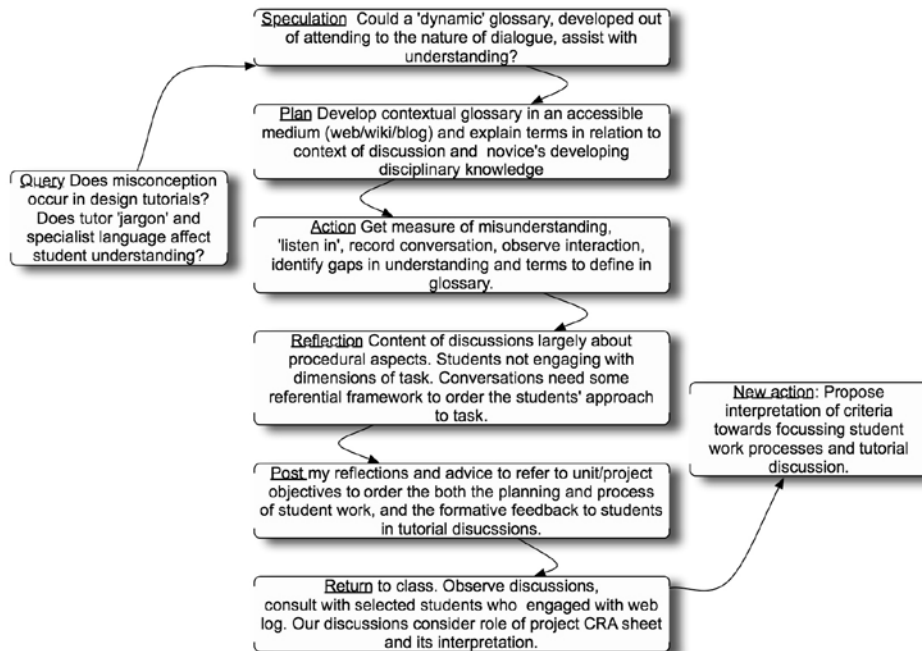 Speculation Could a 'dynamic' glossary, developed out
of attending to the nature of dialogue, assist with
understanding?
Plan Develop contextual glossary in an accessible
medium (web/wiki/blog) and explain terms in relation to
context of discussion and novice's developing
disciplinary knowledge
Query Does misconception
occur in design tutorials?
Does tutor 'jargon' and
specialist language affect
student understanding?
Action Get measure of misunderstanding,
'listen in', record conversation, observe interaction,
identify gaps in understanding and terms to define in
glossary.
Reflection Content of discussions largely about
procedural aspects. Students not engaging with
dimensions of task. Conversations need some
referential framework to order the students' approach
to task.
New action: Propose
interpretation of criteria
towards focussing student
work processes and tutorial
discussion.
Post my reflections and advice to refer to unit/project
objectives to order the both the planning and process
of student work, and the formative feedback to students
in tutorial disucssions.
Return to class. Observe discussions,
consult with selected students who engaged with web
log. Our discussions consider role of project CRA sheet
and its interpretation.